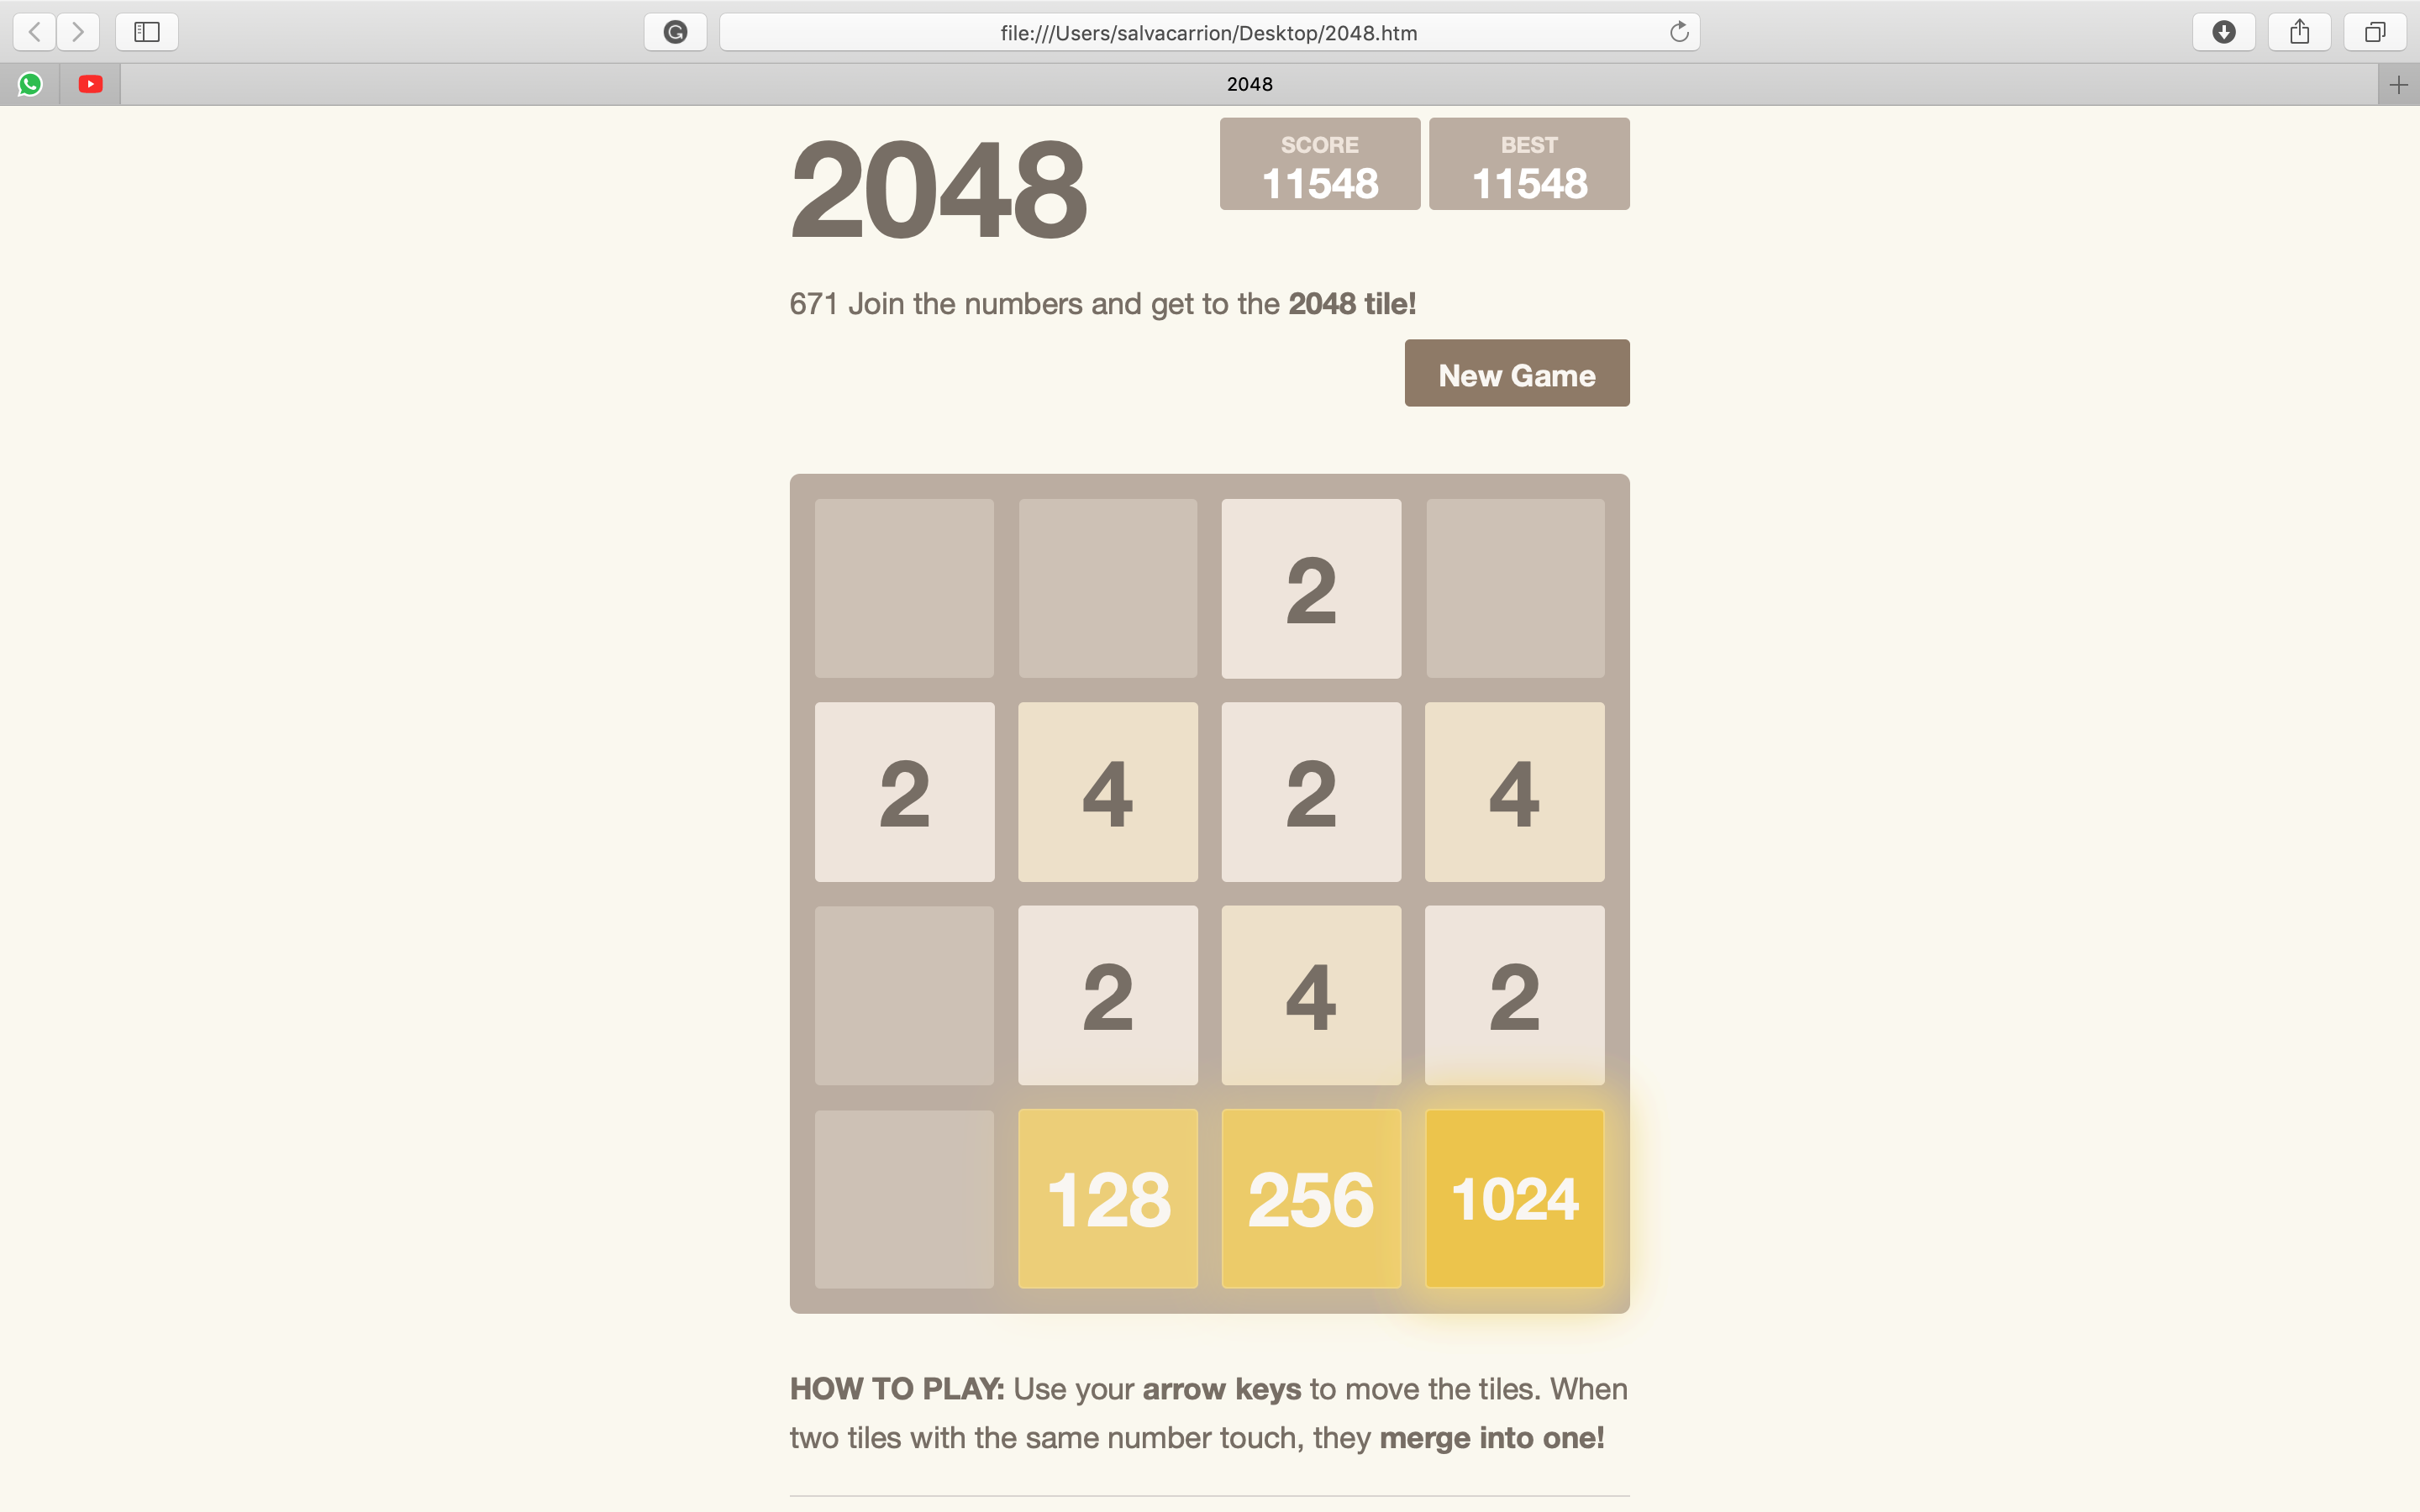 file:///Users/salvacarrion/Desktop/2048.htm
2048
2048
SCORE
11548
BEST
11548
671 Join the numbers and get to the 2048 tile!
New Game
2
2 4 2 4
2 4 2
128 256 1024
HOW TO PLAY: Use your arrow keys to move the tiles. When
two tiles with the same number touch, they merge into one!